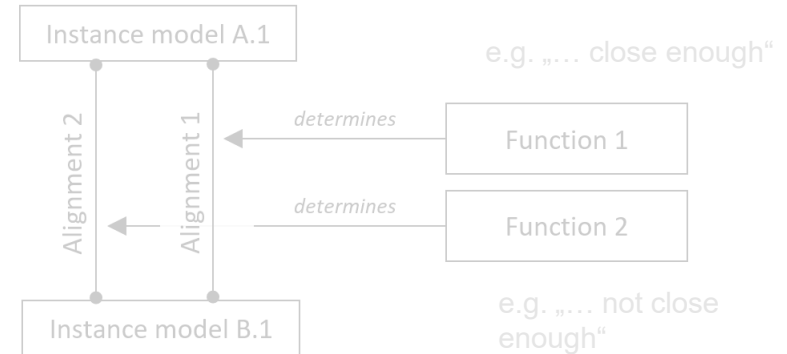 Instance model A.1
e.g. „… close enough“
Alignment 2
Alignment 1
determines
Function 1
determines
Function 2
Instance model B.1
e.g. „… not close
enough“